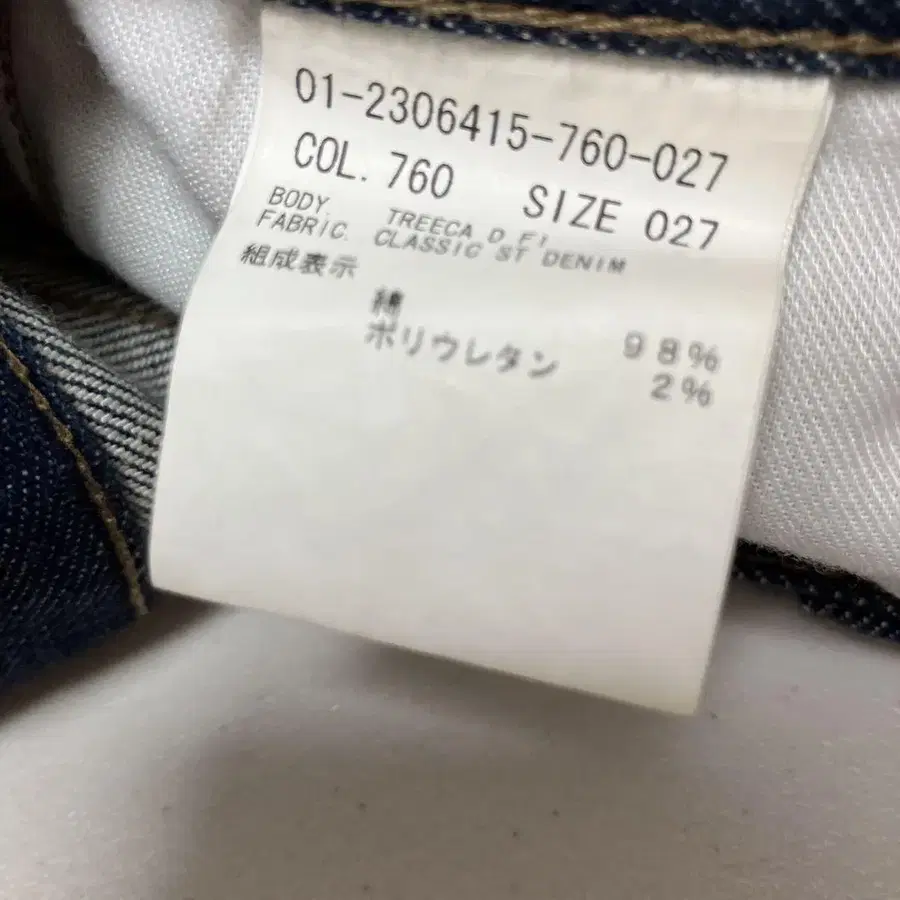 01-2306415-760-027
COL. 760 SIZE 027
BODY TREECA D FI
FABRIC. CLASSIC ST DENIM
組成表示
綿 98%
ポリウレタン 2%